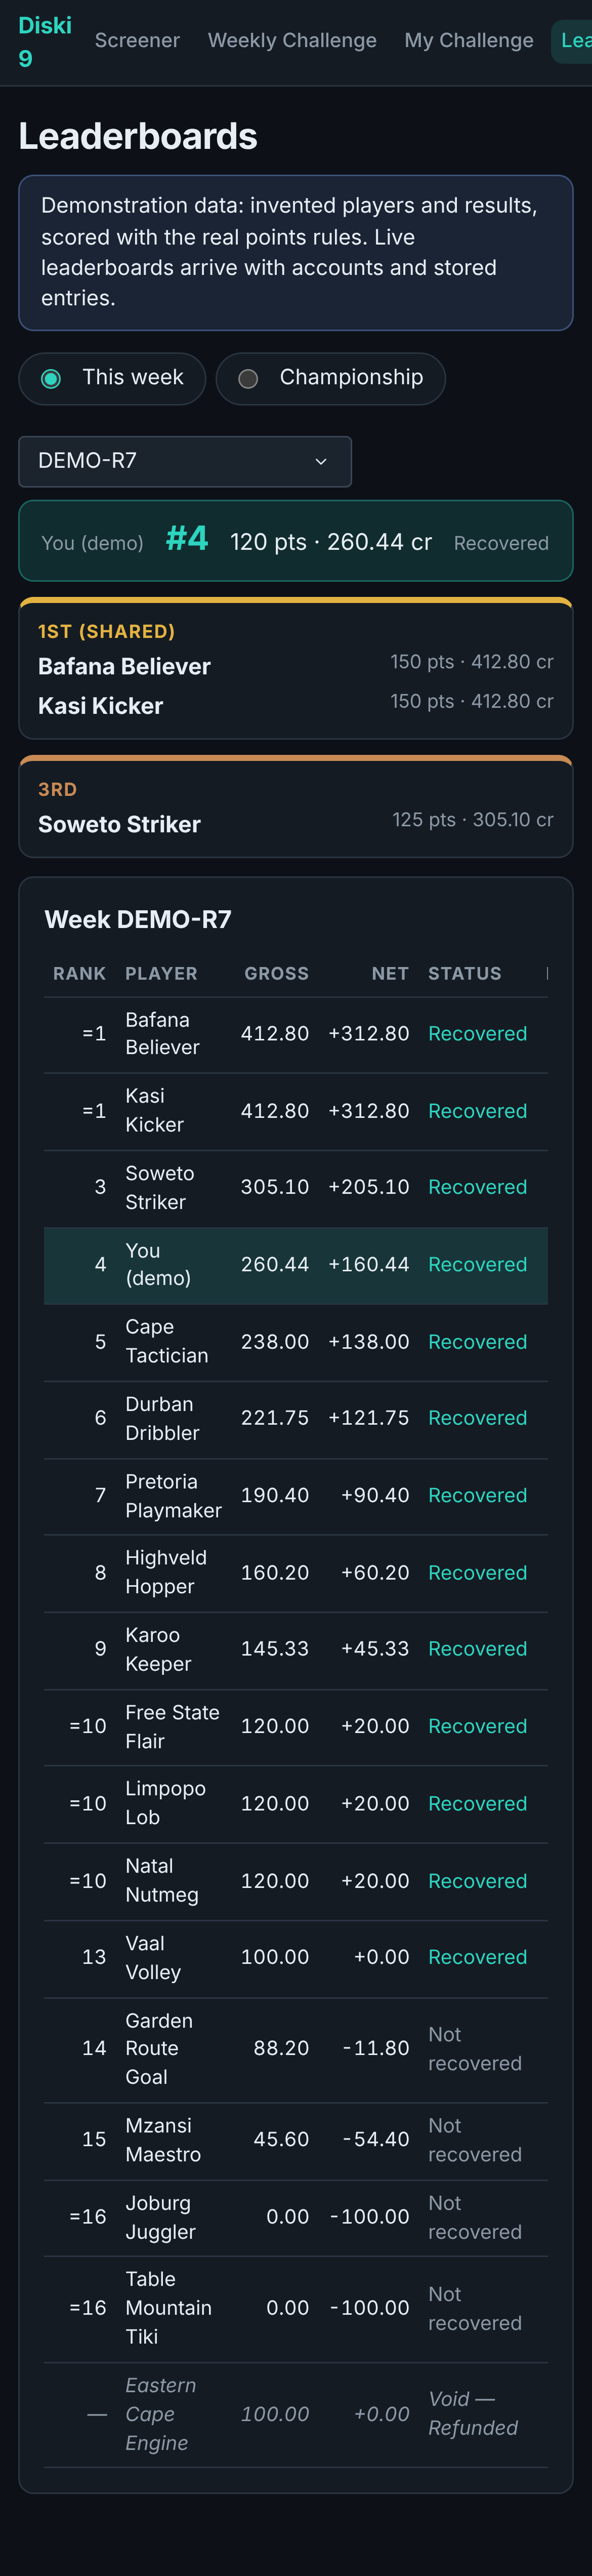 Diski
9
Screener
Weekly Challenge
My Challenge
Leaderboards
Demonstration data: invented players and results,
scored with the real points rules. Live
leaderboards arrive with accounts and stored
entries.
This week
Championship
DEMO-R7
You (demo) #4 120 pts · 260.44 cr Recovered
1ST (SHARED)
Bafana Believer 150 pts · 412.80 cr
Kasi Kicker 150 pts · 412.80 cr
3RD
Soweto Striker 125 pts · 305.10 cr
Week DEMO-R7
RANK PLAYER GROSS NET STATUS
=1 Bafana Believer 412.80 +312.80 Recovered
=1 Kasi Kicker 412.80 +312.80 Recovered
3 Soweto Striker 305.10 +205.10 Recovered
4 You (demo) 260.44 +160.44 Recovered
5 Cape Tactician 238.00 +138.00 Recovered
6 Durban Dribbler 221.75 +121.75 Recovered
7 Pretoria Playmaker 190.40 +90.40 Recovered
8 Highveld Hopper 160.20 +60.20 Recovered
9 Karoo Keeper 145.33 +45.33 Recovered
=10 Free State Flair 120.00 +20.00 Recovered
=10 Limpopo Lob 120.00 +20.00 Recovered
=10 Natal Nutmeg 120.00 +20.00 Recovered
13 Vaal Volley 100.00 +0.00 Recovered
14 Garden Route Goal 88.20 -11.80 Not recovered
15 Mzansi Maestro 45.60 -54.40 Not recovered
=16 Joburg Juggler 0.00 -100.00 Not recovered
=16 Table Mountain Tiki 0.00 -100.00 Not recovered
— Eastern Cape Engine 100.00 +0.00 Void — Refunded